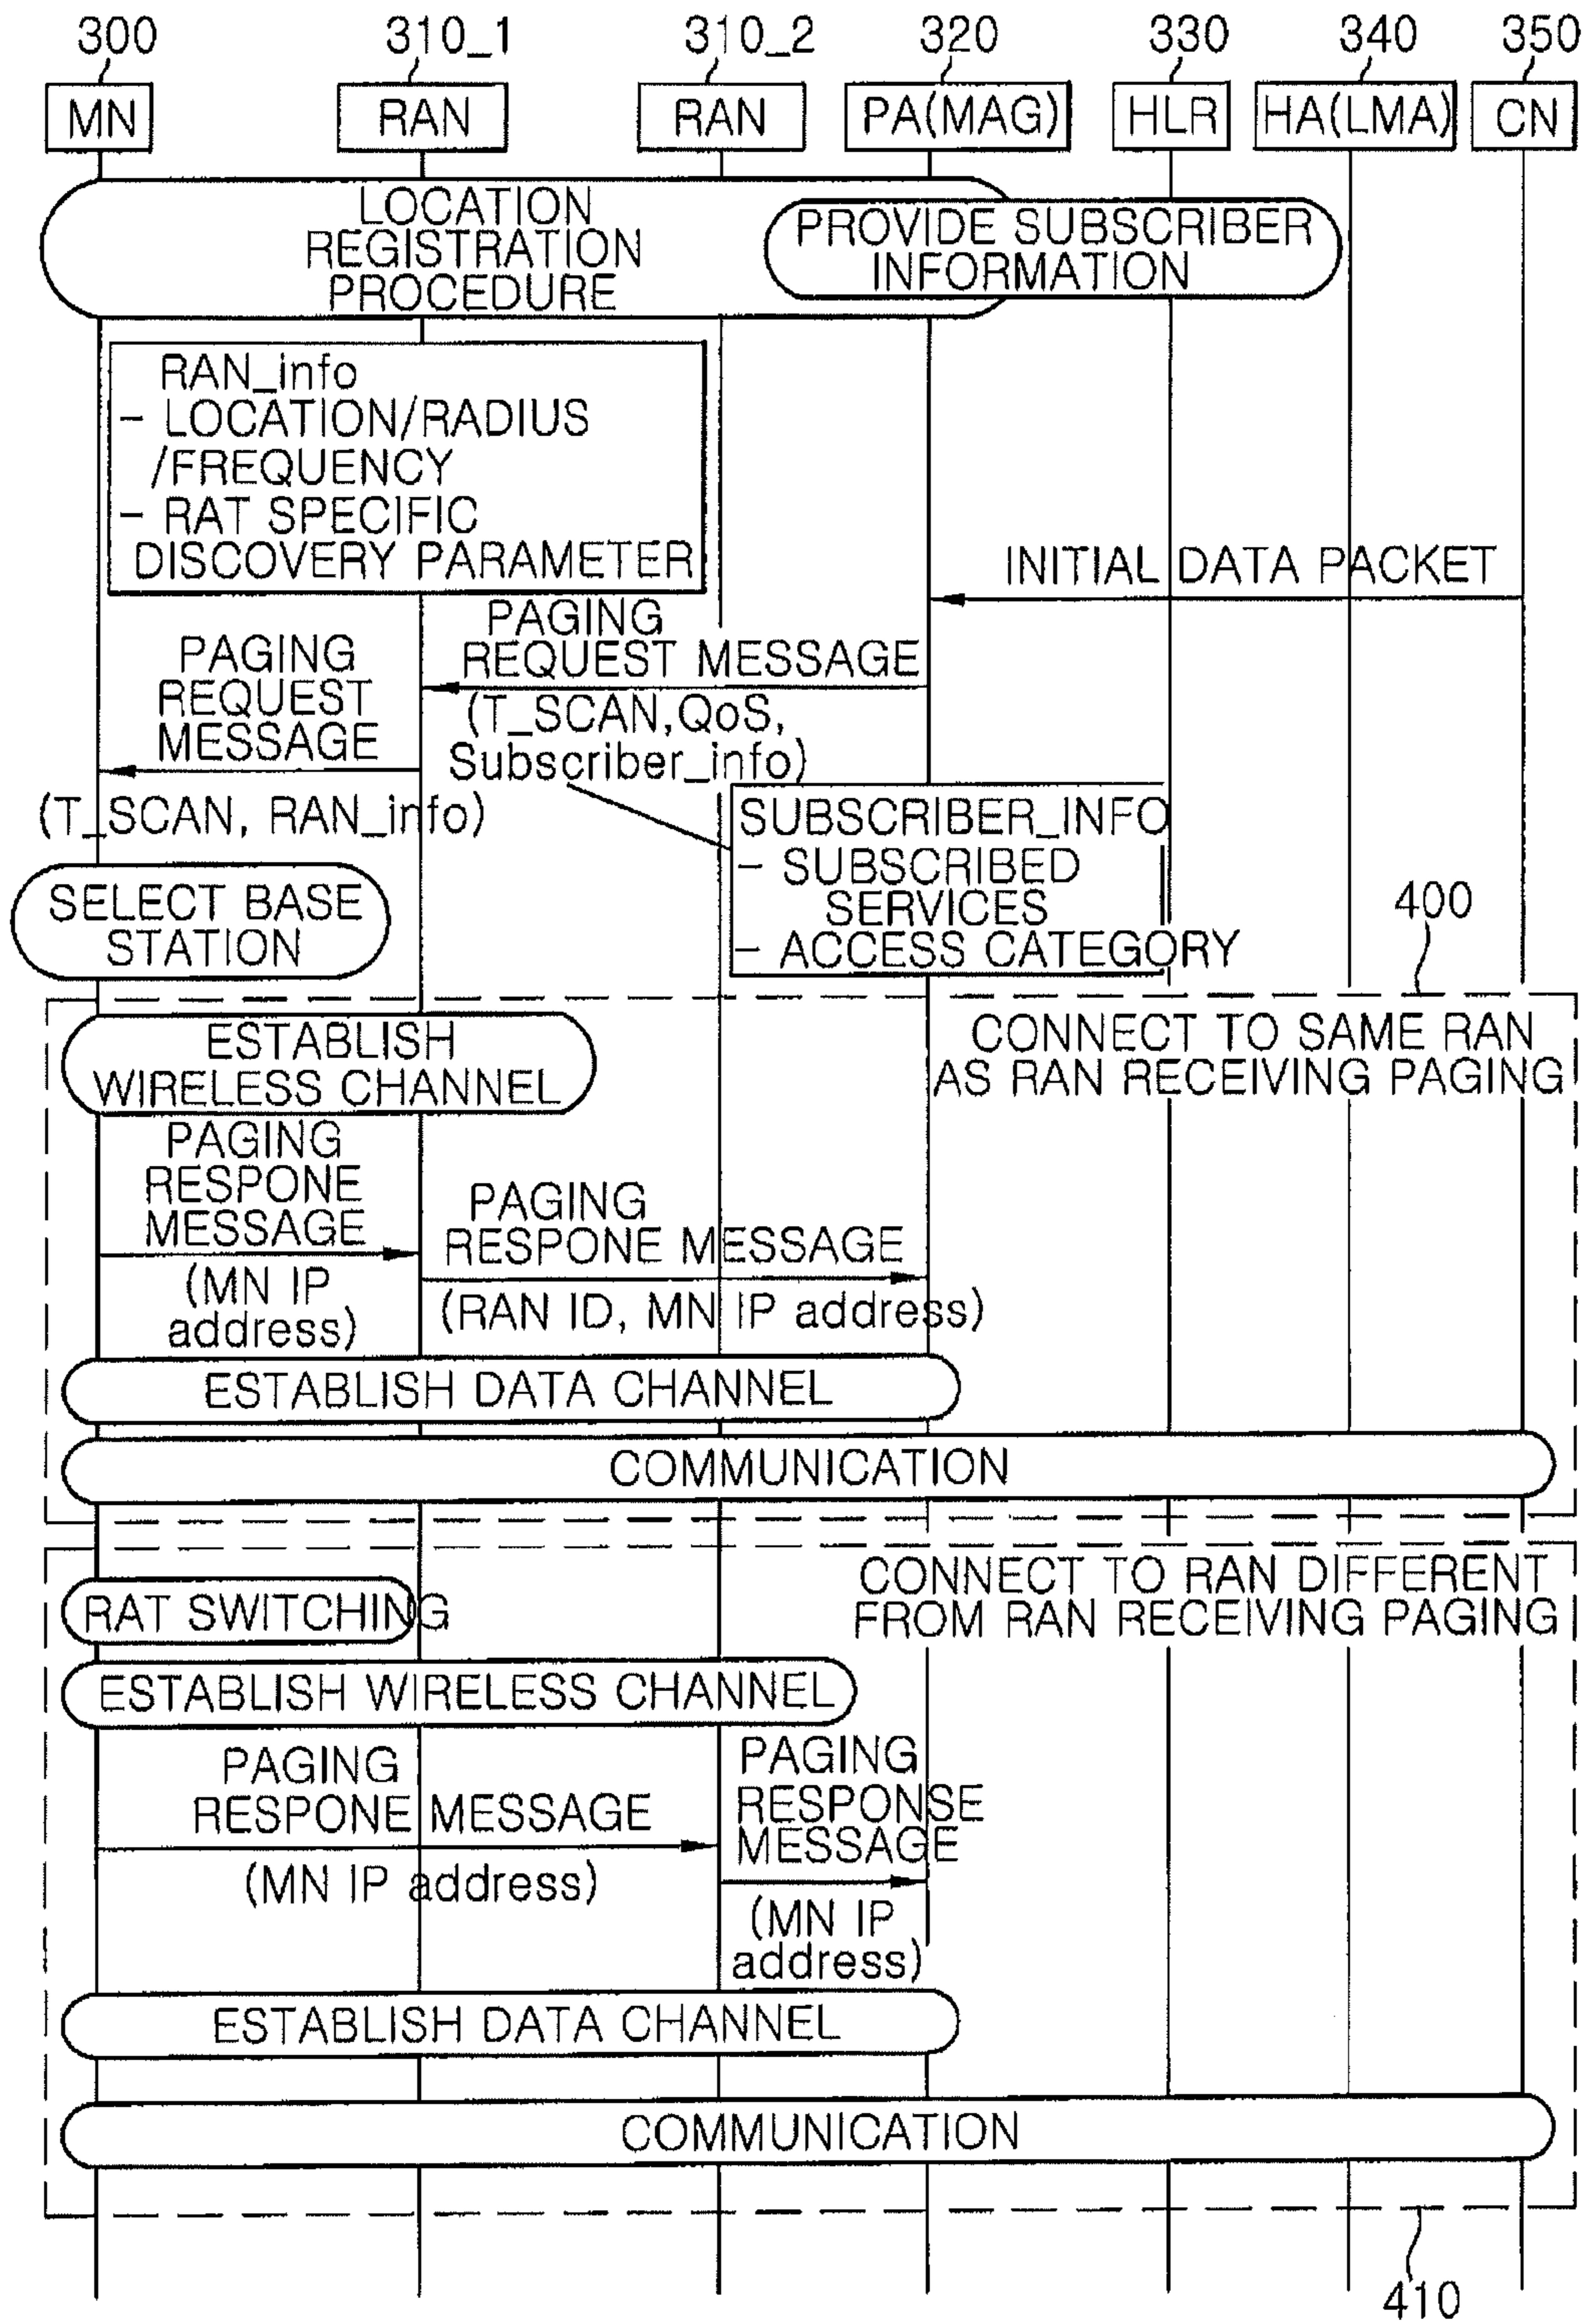 300 310_1 310_2 320 330 340 350
MN RAN RAN PA(MAG) HLR HA(LMA) CN
LOCATION
REGISTRATION
PROCEDURE
PROVIDE SUBSCRIBER
INFORMATION
RAN_info
- LOCATION/RADIUS
/FREQUENCY
- RAT SPECIFIC
DISCOVERY PARAMETER
INITIAL DATA PACKET
PAGING
REQUEST MESSAGE
(T_SCAN,QoS,
Subscriber_info)
PAGING
REQUEST
MESSAGE
(T_SCAN, RAN_info)
SUBSCRIBER_INFO
- SUBSCRIBED
SERVICES
- ACCESS CATEGORY
SELECT BASE
STATION
400
CONNECT TO SAME RAN
AS RAN RECEIVING PAGING
ESTABLISH
WIRELESS CHANNEL
PAGING
RESPONE
MESSAGE
(MN IP
address)
PAGING
RESPONE MESSAGE
(RAN ID, MN IP address)
ESTABLISH DATA CHANNEL
COMMUNICATION
CONNECT TO RAN DIFFERENT
FROM RAN RECEIVING PAGING
RAT SWITCHING
ESTABLISH WIRELESS CHANNEL
PAGING
RESPONE MESSAGE
(MN IP address)
PAGING
RESPONSE
MESSAGE
(MN IP
address)
ESTABLISH DATA CHANNEL
COMMUNICATION
410